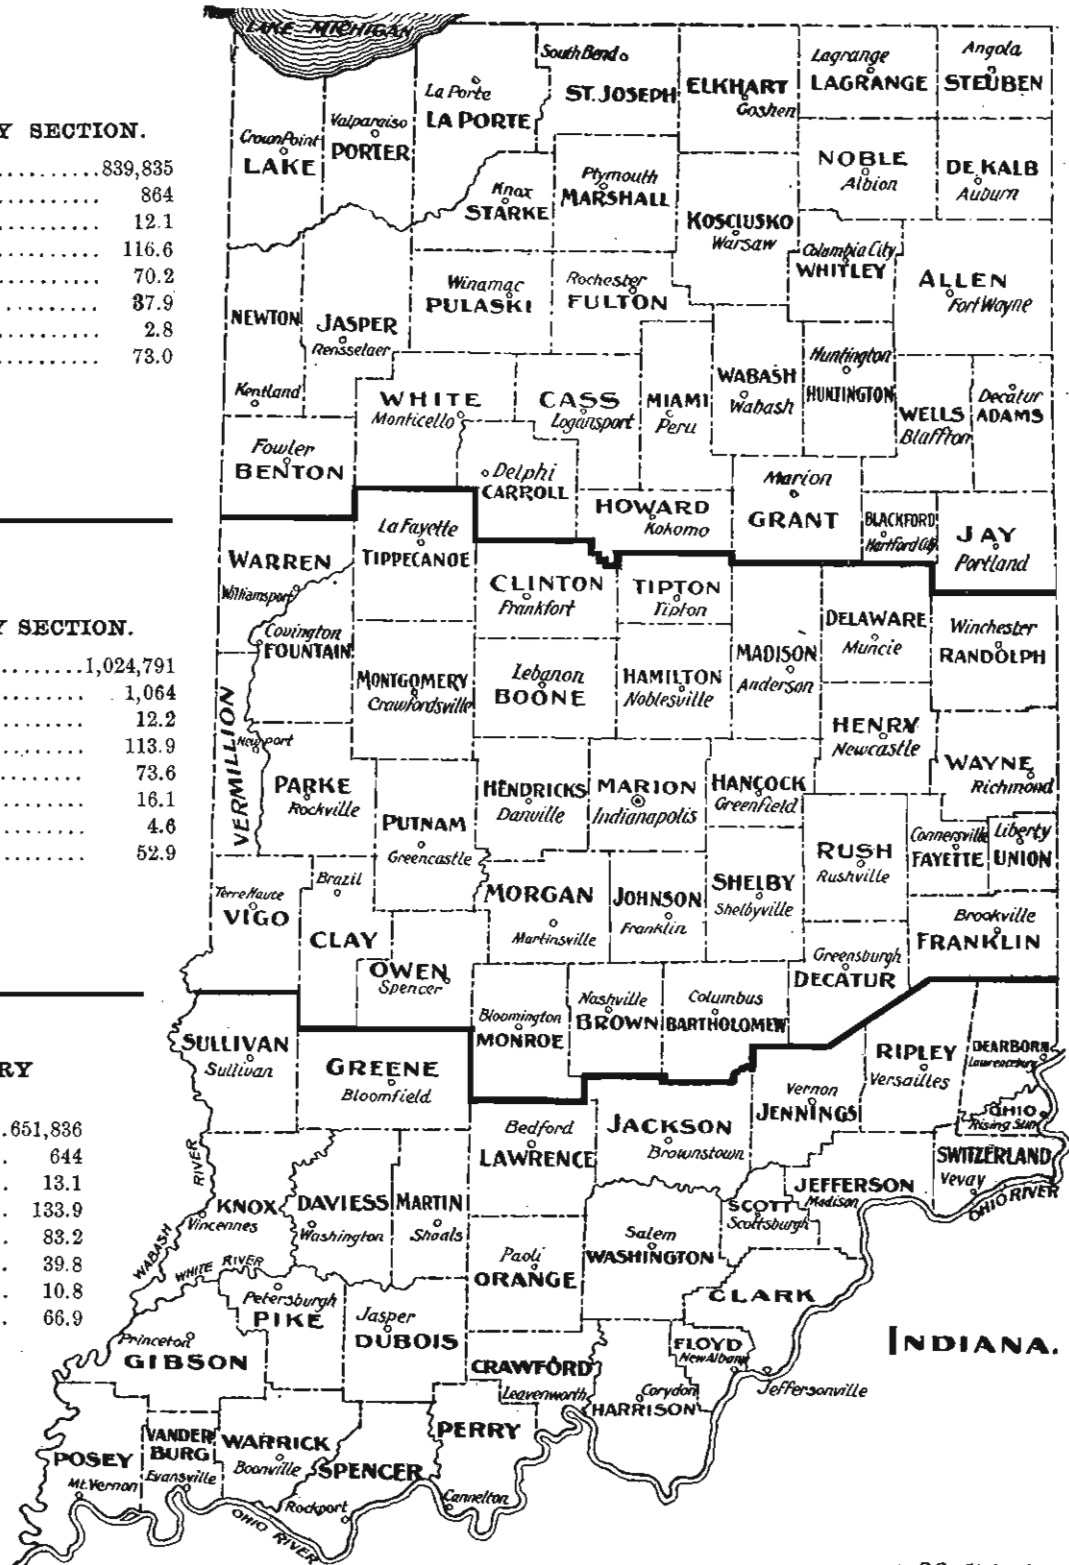 LAKE MICHIGAN
South Bend
ST. JOSEPH
ELKHART
Goshen
Lagrange
LAGRANGE
Angola
STEUBEN
La Porte
LA PORTE
Valparaiso
PORTER
Crown Point
LAKE
Y SECTION.
........839,835
........ 864
........ 12.1
........ 116.6
........ 70.2
........ 37.9
........ 2.8
........ 73.0
Knox
STARKE
Plymouth
MARSHALL
KOSCIUSKO
Warsaw
NOBLE
Albion
DE KALB
Auburn
Columbia City
WHITLEY
ALLEN
Fort Wayne
NEWTON
Kentland
JASPER
Rensselaer
Winamac
PULASKI
Rochester
FULTON
WHITE
Monticello
CASS
Logansport
MIAMI
Peru
WABASH
Wabash
Huntington
HUNTINGTON
WELLS
Blaffton
Decatur
ADAMS
Fowler
BENTON
Delphi
CARROLL
HOWARD
Kokomo
Marion
GRANT
BLACKFORD
Hartford City
JAY
Portland
WARREN
Williamsport
La Fayette
TIPPECANOE
CLINTON
Frankfort
TIPTON
Tipton
DELAWARE
Muncie
Winchester
RANDOLPH
Y SECTION.
........1,024,791
........ 1,064
........ 12.2
........ 113.9
........ 73.6
........ 16.1
........ 4.6
........ 52.9
Covington
FOUNTAIN
MONTGOMERY
Crawfordsville
Lebanon
BOONE
HAMILTON
Noblesville
MADISON
Anderson
HENRY
Newcastle
WAYNE
Richmond
VERMILLION
Newport
PARKE
Rockville
PUTNAM
Greencastle
HENDRICKS
Danville
MARION
Indianapolis
HANCOCK
Greenfield
RUSH
Rushville
Connersville
FAYETTE
Liberty
UNION
Terre Haute
VIGO
Brazil
CLAY
OWEN
Spencer
MORGAN
Martinsville
JOHNSON
Franklin
SHELBY
Shelbyville
Greensburgh
DECATUR
Brookville
FRANKLIN
SULLIVAN
Sullivan
GREENE
Bloomfield
Bloomington
MONROE
Nashville
BROWN
Columbus
BARTHOLOMEW
Vernon
JENNINGS
RIPLEY
Versailles
DEARBORN
Lawrenceburg
OHIO
Rising Sun
RY
.651,836
. 644
. 13.1
. 133.9
. 83.2
. 39.8
. 10.8
. 66.9
Bedford
LAWRENCE
JACKSON
Brownstown
JEFFERSON
Madison
SWITZERLAND
Vevay
OHIO RIVER
WABASH RIVER
KNOX
Vincennes
DAVIESS
Washington
MARTIN
Shoals
Paoli
ORANGE
Salem
WASHINGTON
SCOTT
Scottsburgh
CLARK
WHITE RIVER
Petersburgh
PIKE
Jasper
DUBOIS
Princeton
GIBSON
CRAWFORD
Leavenworth
FLOYD
New Albany
Jeffersonville
Corydon
HARRISON
INDIANA.
POSEY
Mt. Vernon
VANDER
BURG
Evansville
WARRICK
Boonville
SPENCER
Rockport
PERRY
Cannelton
OHIO RIVER